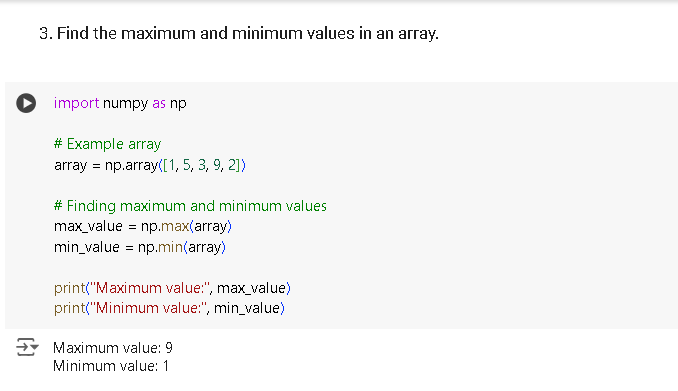 3. Find the maximum and minimum values in an array.
import numpy as np
# Example array
array = np.array([1, 5, 3, 9, 2])
# Finding maximum and minimum values
max_value = np.max(array)
min_value = np.min(array)
print("Maximum value:", max_value)
print("Minimum value:", min_value)
Maximum value: 9
Minimum value: 1